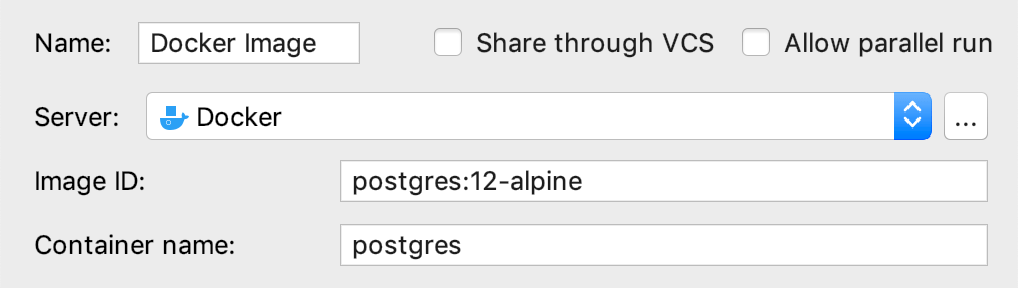 Name: Docker Image Share through VCS Allow parallel run
Server: Docker ...
Image ID: postgres:12-alpine
Container name: postgres